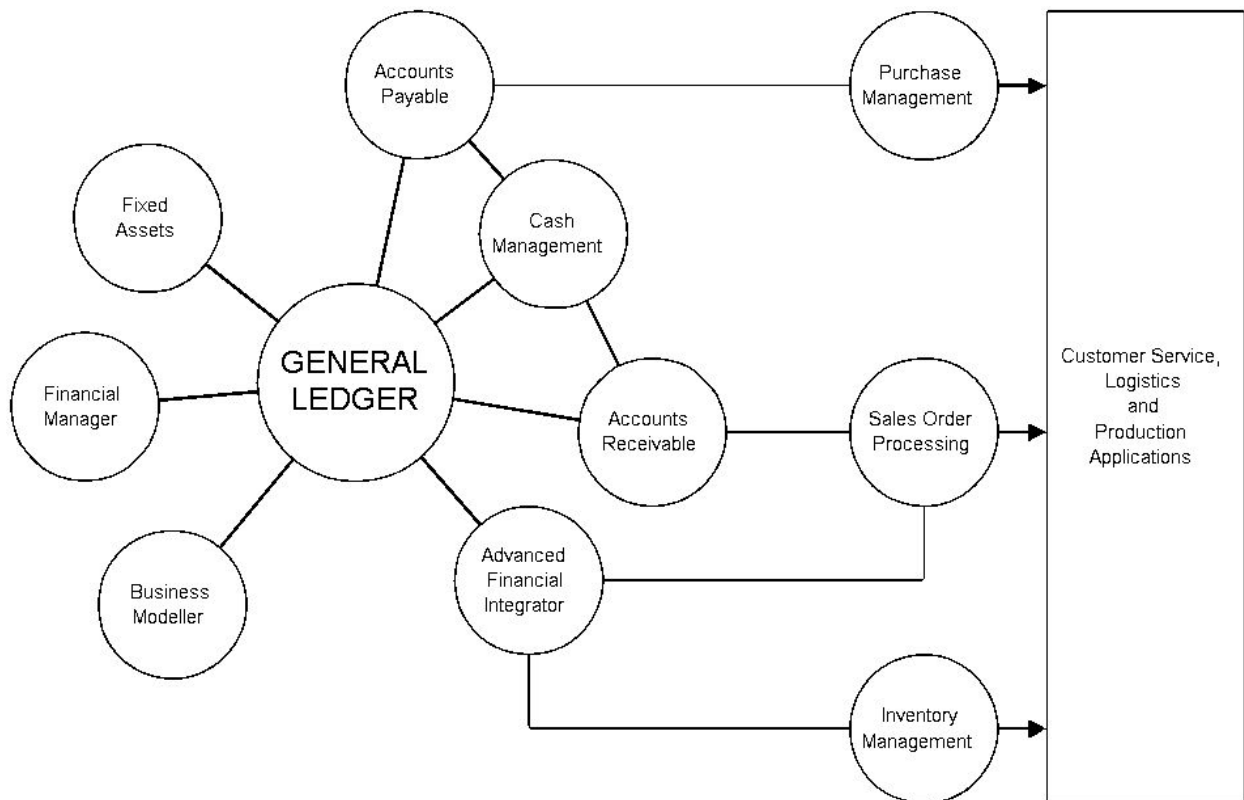 Accounts
Payable
Purchase
Management
Fixed
Assets
Cash
Management
GENERAL
LEDGER
Financial
Manager
Accounts
Receivable
Sales Order
Processing
Customer Service,
Logistics
and
Production
Applications
Business
Modeller
Advanced
Financial
Integrator
Inventory
Management